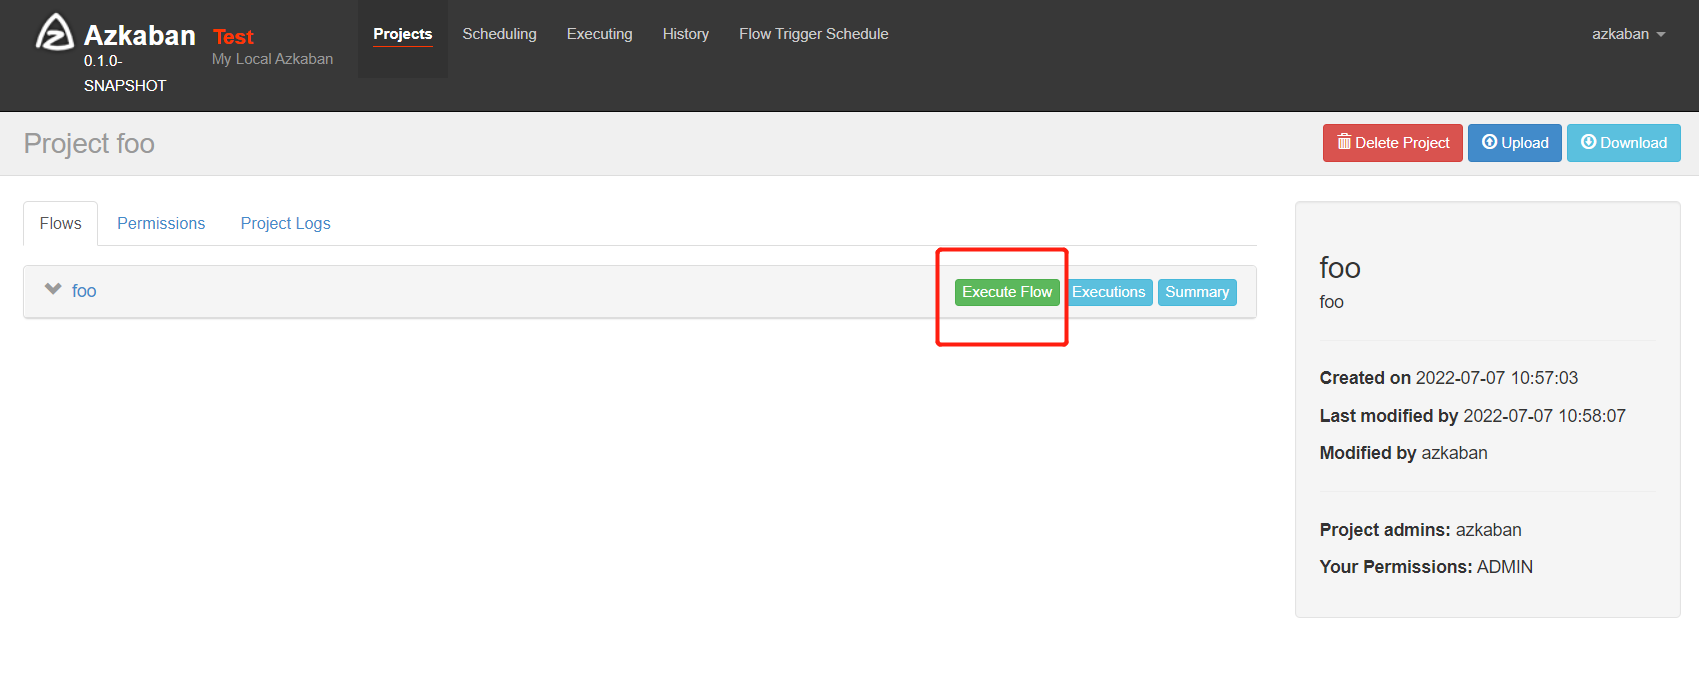 Azkaban
0.1.0-
SNAPSHOT
Test
My Local Azkaban
Projects Scheduling Executing History Flow Trigger Schedule
azkaban
Project foo
Delete Project Upload Download
Flows Permissions Project Logs
foo Execute Flow Executions Summary
foo
foo
Created on 2022-07-07 10:57:03
Last modified by 2022-07-07 10:58:07
Modified by azkaban
Project admins: azkaban
Your Permissions: ADMIN